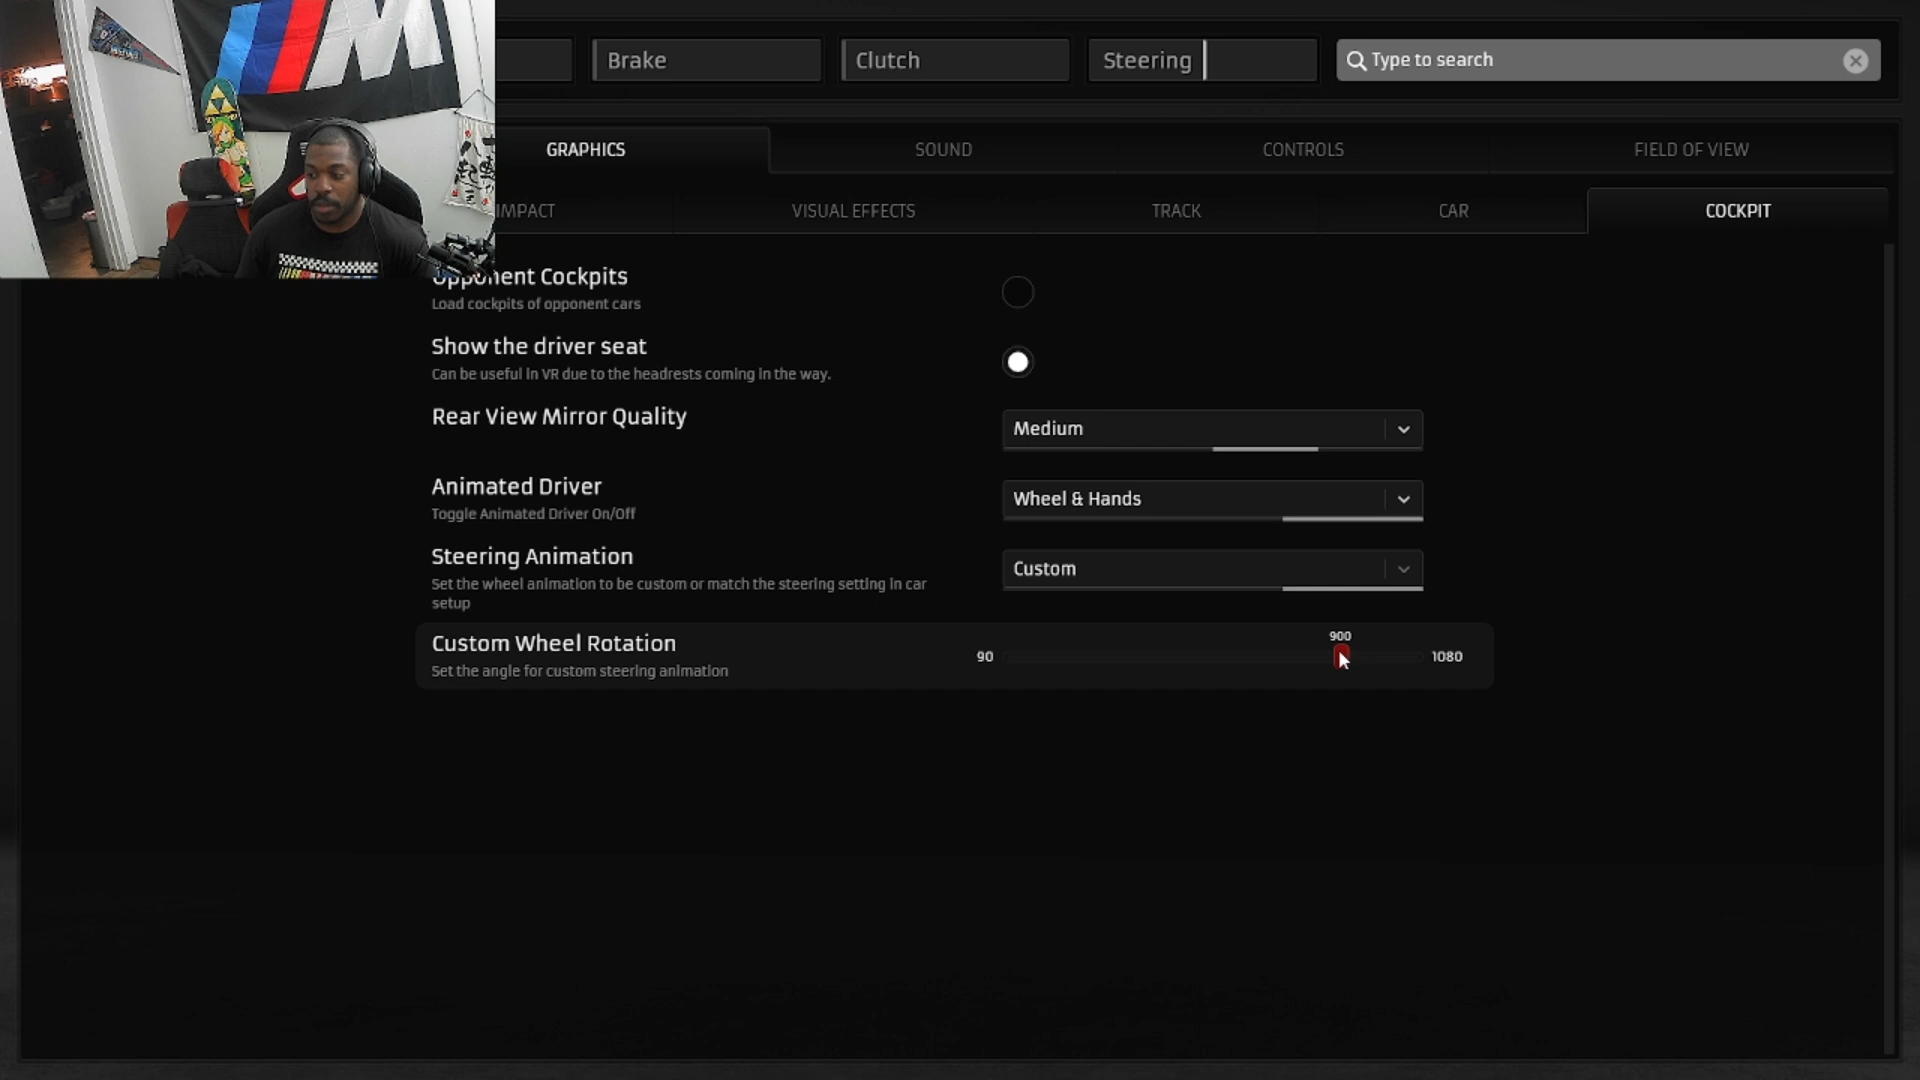 Brake
Clutch
Steering
Type to search
GRAPHICS
SOUND
CONTROLS
FIELD OF VIEW
IMPACT
VISUAL EFFECTS
TRACK
CAR
COCKPIT
Opponent Cockpits
Load cockpits of opponent cars
Show the driver seat
Can be useful in VR due to the headrests coming in the way.
Rear View Mirror Quality
Medium
Animated Driver
Toggle Animated Driver On/Off
Wheel & Hands
Steering Animation
Set the wheel animation to be custom or match the steering setting in car
setup
Custom
Custom Wheel Rotation
Set the angle for custom steering animation
90
900
1080
M